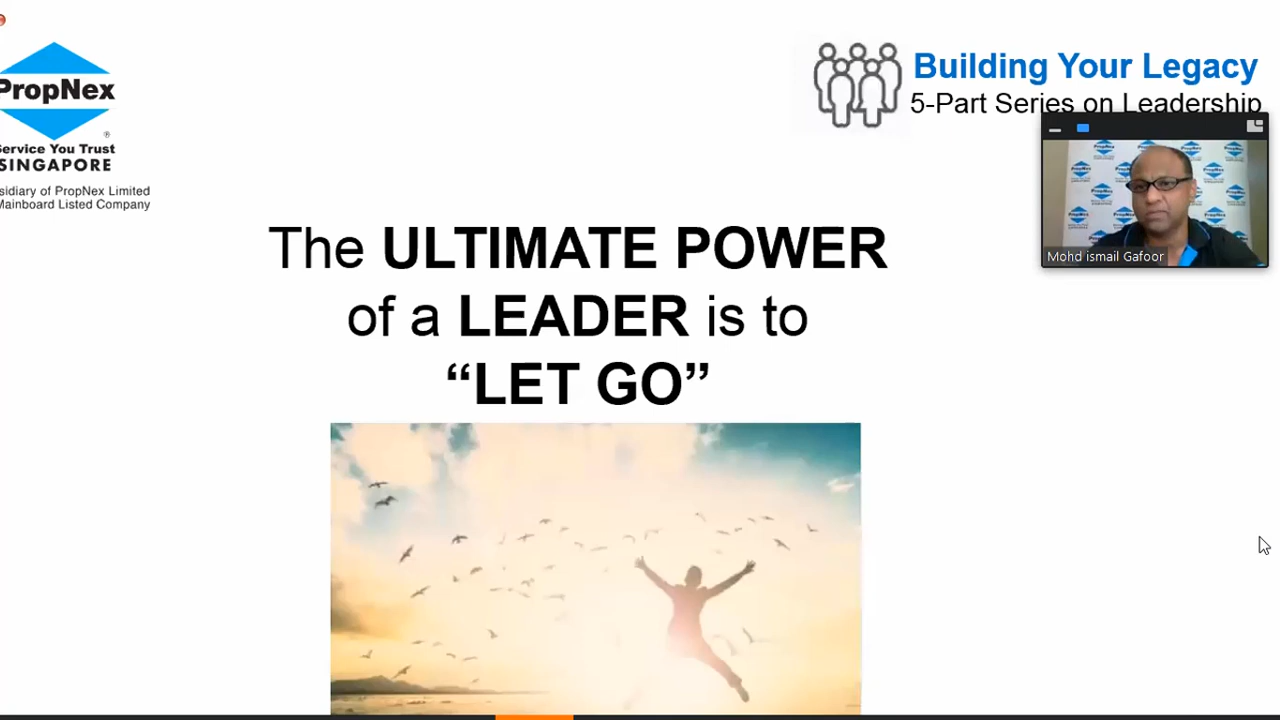 PropNex
®
Service You Trust
SINGAPORE
sidiary of PropNex Limited
Mainboard Listed Company
Building Your Legacy
5-Part Series on Leadership
Mohd ismail Gafoor
The ULTIMATE POWER
of a LEADER is to
“LET GO”